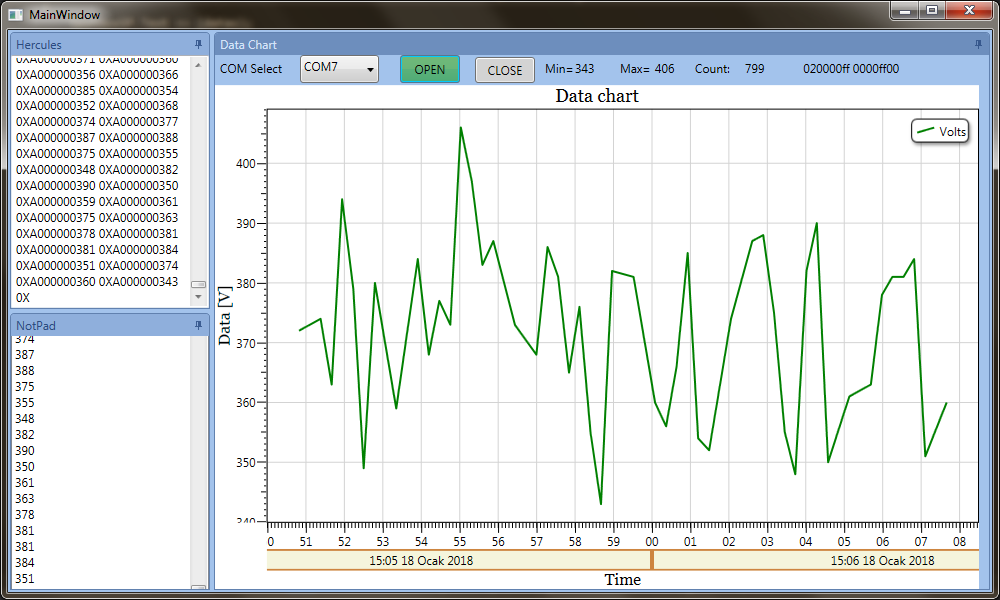 MainWindow
Hercules
0XA000000371 0XA000000360
0XA000000356 0XA000000366
0XA000000385 0XA000000354
0XA000000352 0XA000000368
0XA000000374 0XA000000377
0XA000000387 0XA000000388
0XA000000375 0XA000000355
0XA000000348 0XA000000382
0XA000000390 0XA000000350
0XA000000359 0XA000000361
0XA000000375 0XA000000363
0XA000000378 0XA000000381
0XA000000381 0XA000000384
0XA000000351 0XA000000374
0XA000000360 0XA000000343
0X
NotPad
374
387
388
375
355
348
382
390
350
361
363
378
381
381
384
351
Data Chart
COM Select COM7 OPEN CLOSE Min= 343 Max= 406 Count: 799 020000ff 0000ff00
Data chart
Volts
Data [V]
400
390
380
370
360
350
340
0 51 52 53 54 55 56 57 58 59 00 01 02 03 04 05 06 07 08
15:05 18 Ocak 2018 15:06 18 Ocak 2018
Time